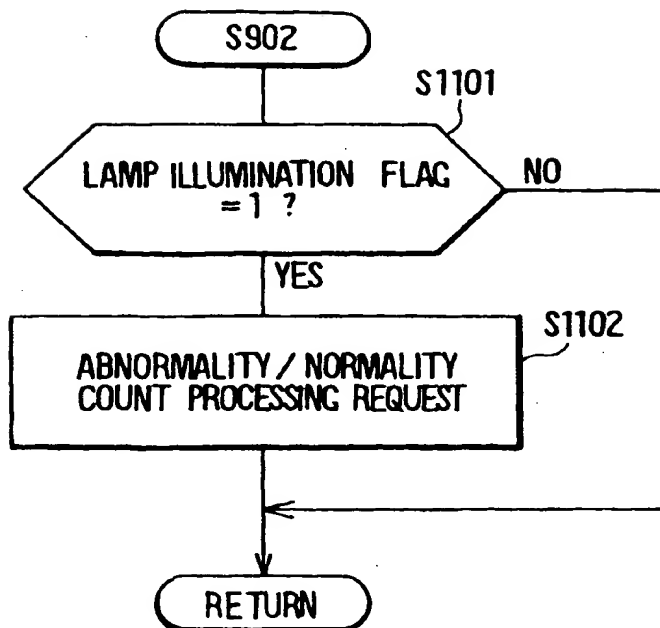 S902
S1101
LAMP ILLUMINATION FLAG
=1 ?
NO
YES
S1102
ABNORMALITY / NORMALITY
COUNT PROCESSING REQUEST
RETURN